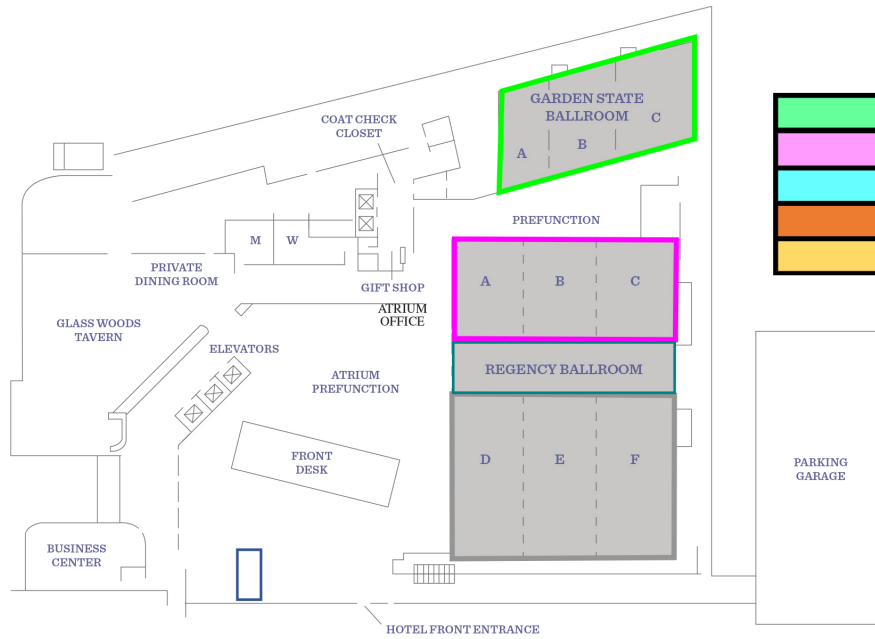 GARDEN STATE
BALLROOM
C
B
A
COAT CHECK
CLOSET
PREFUNCTION
M
W
PRIVATE
DINING ROOM
GIFT SHOP
ATRIUM
OFFICE
A
B
C
GLASS WOODS
TAVERN
ELEVATORS
ATRIUM
PREFUNCTION
REGENCY BALLROOM
FRONT
DESK
D
E
F
PARKING
GARAGE
BUSINESS
CENTER
HOTEL FRONT ENTRANCE